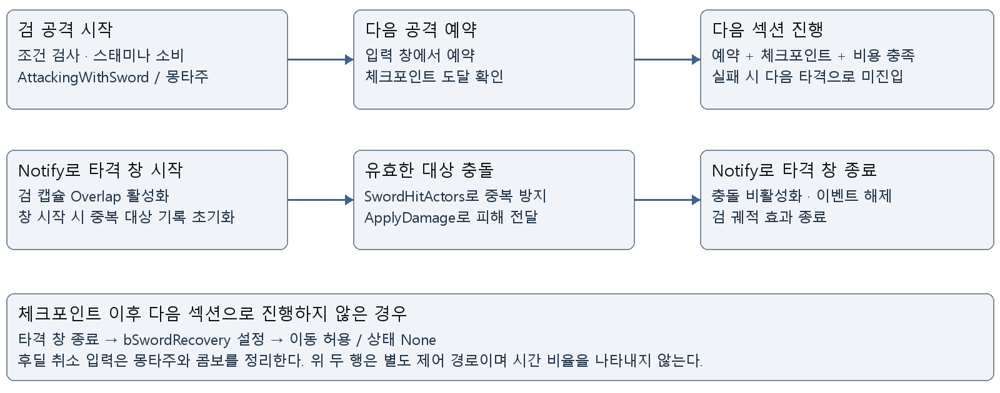 검 공격 시작
조건 검사 · 스태미나 소비
AttackingWithSword / 몽타주
다음 공격 예약
입력 창에서 예약
체크포인트 도달 확인
다음 섹션 진행
예약 + 체크포인트 + 비용 충족
실패 시 다음 타격으로 미진입
Notify로 타격 창 시작
검 캡슐 Overlap 활성화
창 시작 시 중복 대상 기록 초기화
유효한 대상 충돌
SwordHitActors로 중복 방지
ApplyDamage로 피해 전달
Notify로 타격 창 종료
충돌 비활성화 · 이벤트 해제
검 궤적 효과 종료
체크포인트 이후 다음 섹션으로 진행하지 않은 경우
타격 창 종료 → bSwordRecovery 설정 → 이동 허용 / 상태 None
후딜 취소 입력은 몽타주와 콤보를 정리한다. 위 두 행은 별도 제어 경로이며 시간 비율을 나타내지 않는다.